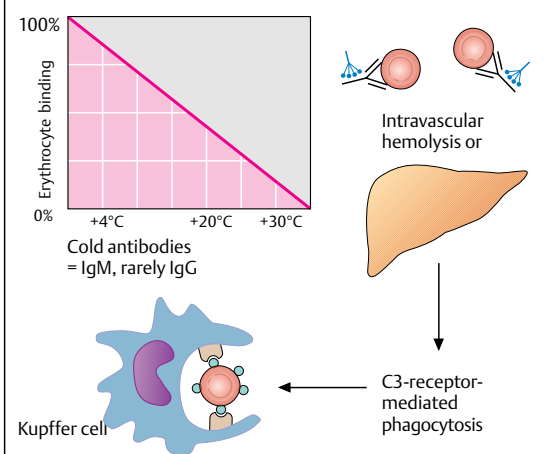 100%
Erythrocyte binding
0%
+4°C +20°C +30°C
Cold antibodies
= IgM, rarely IgG
Intravascular
hemolysis or
C3-receptor-
mediated
phagocytosis
Kupffer cell